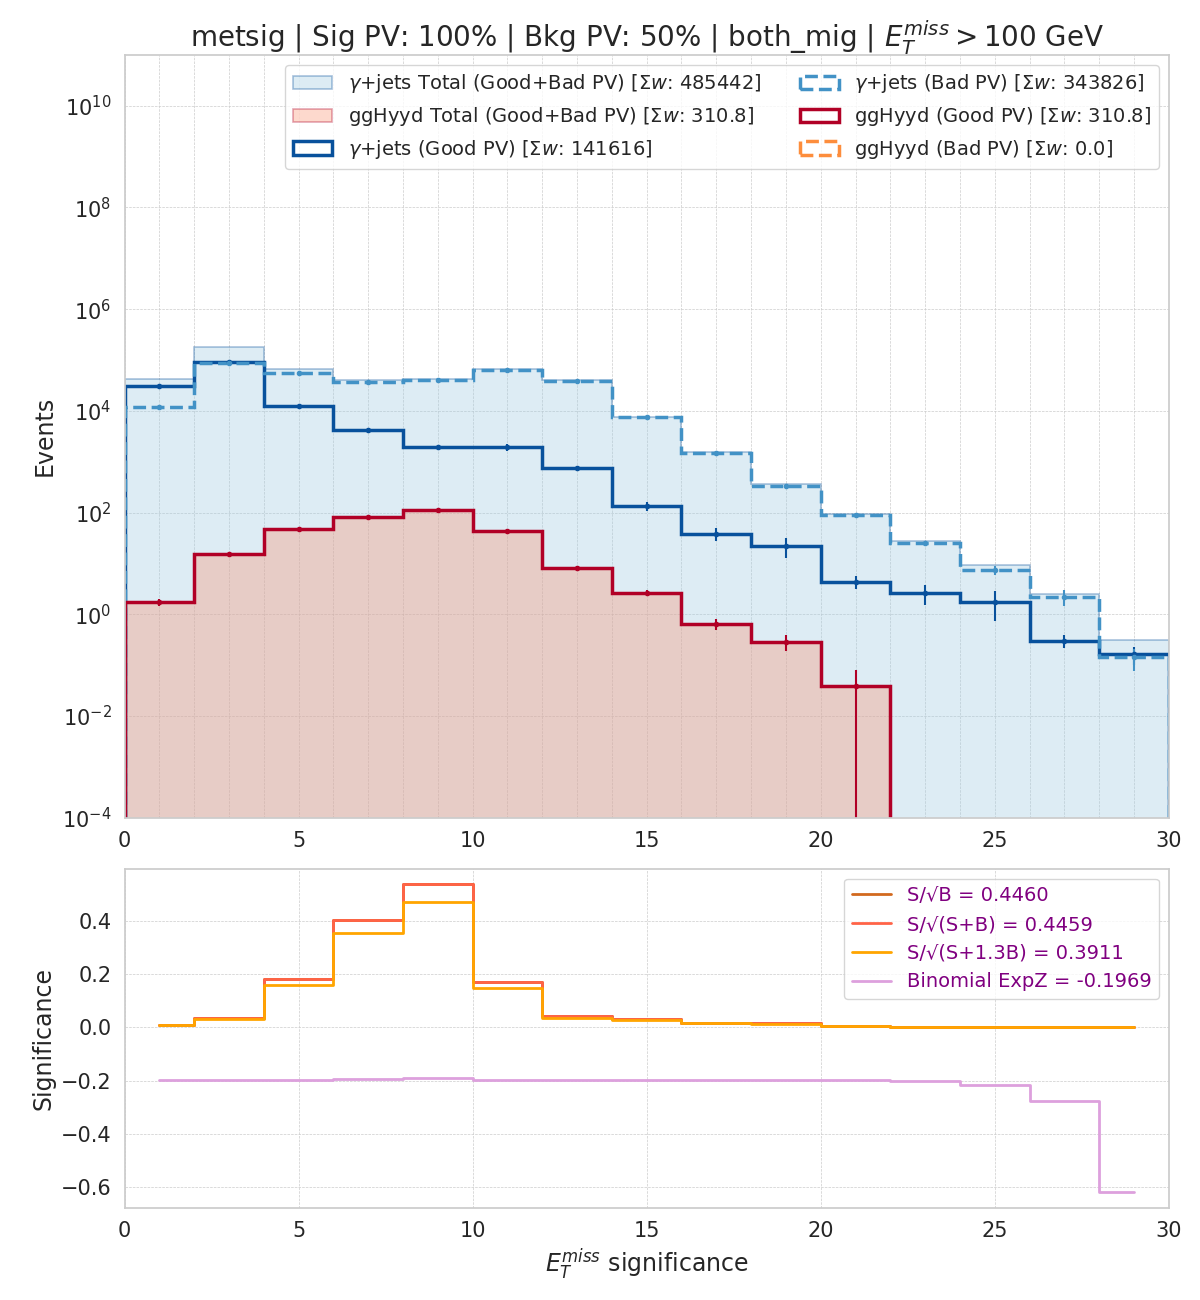 metsig | Sig PV: 100% | Bkg PV: 50% | both_mig | $E_T^{miss} > 100$ GeV
γ+jets Total (Good+Bad PV) [Σw: 485442]
ggHyyd Total (Good+Bad PV) [Σw: 310.8]
γ+jets (Good PV) [Σw: 141616]
γ+jets (Bad PV) [Σw: 343826]
ggHyyd (Good PV) [Σw: 310.8]
ggHyyd (Bad PV) [Σw: 0.0]
Events
$10^{10}$
$10^{8}$
$10^{6}$
$10^{4}$
$10^{2}$
$10^{0}$
$10^{-2}$
$10^{-4}$
0 5 10 15 20 25 30
S/√B = 0.4460
S/√(S+B) = 0.4459
S/√(S+1.3B) = 0.3911
Binomial ExpZ = -0.1969
Significance
0.4
0.2
0.0
−0.2
−0.4
−0.6
0 5 10 15 20 25 30
$E_T^{miss}$ significance